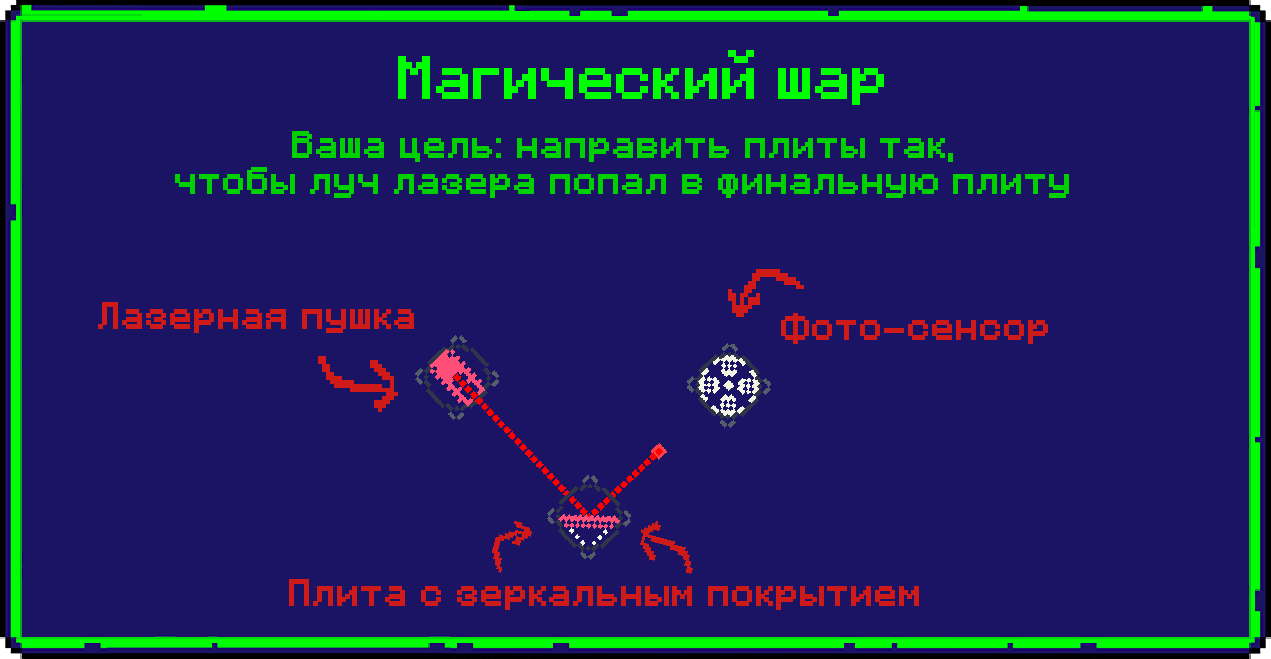 Магический шар
Ваша цель: направить плиты так,
чтобы луч лазера попал в финальную плиту
Лазерная пушка
Фото-сенсор
Плита с зеркальным покрытием